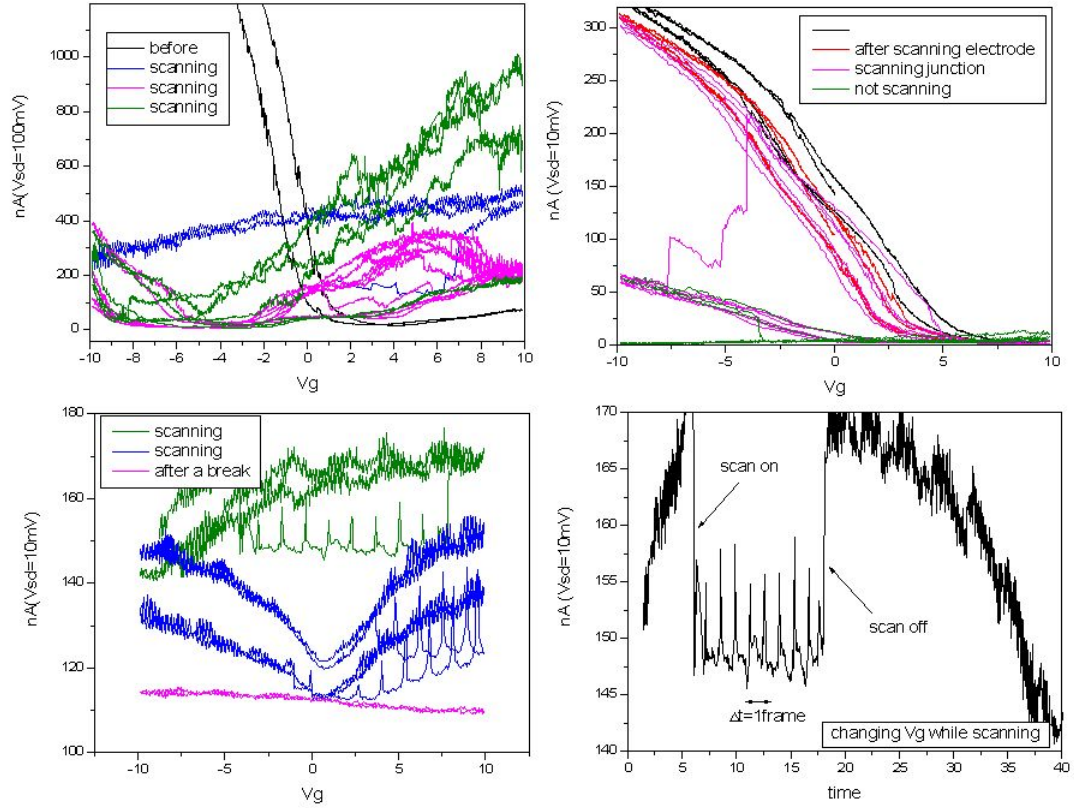 before
scanning
scanning
scanning
nA(Vsd=100mV)
1000
800
600
400
200
0
-10 -8 -6 -4 -2 0 2 4 6 8 10
Vg
after scanning electrode
scanning junction
not scanning
nA (Vsd=10mV)
300
250
200
150
100
50
0
-10 -5 0 5 10
Vg
scanning
scanning
after a break
nA(Vsd=10mV)
180
160
140
120
100
-10 -5 0 5 10
Vg
scan on
scan off
Δt=1frame
changing Vg while scanning
nA (Vsd=10mV)
170
165
160
155
150
145
140
0 5 10 15 20 25 30 35 40
time